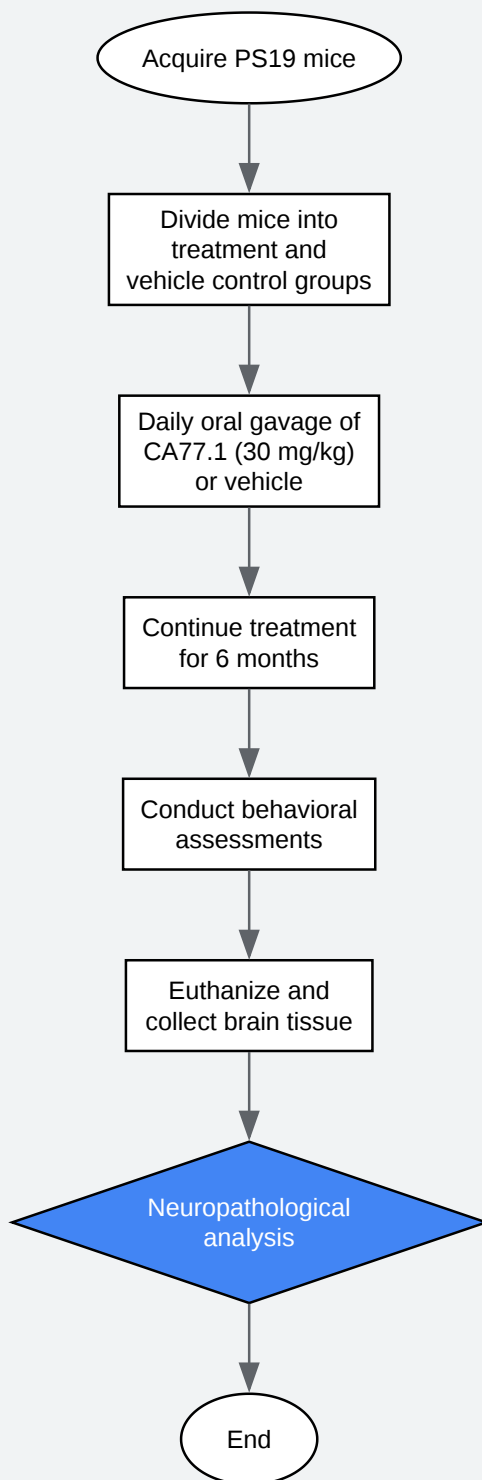 Acquire PS19 mice
Divide mice into
treatment and
vehicle control groups
Daily oral gavage of
CA77.1 (30 mg/kg)
or vehicle
Continue treatment
for 6 months
Conduct behavioral
assessments
Euthanize and
collect brain tissue
Neuropathological
analysis
End